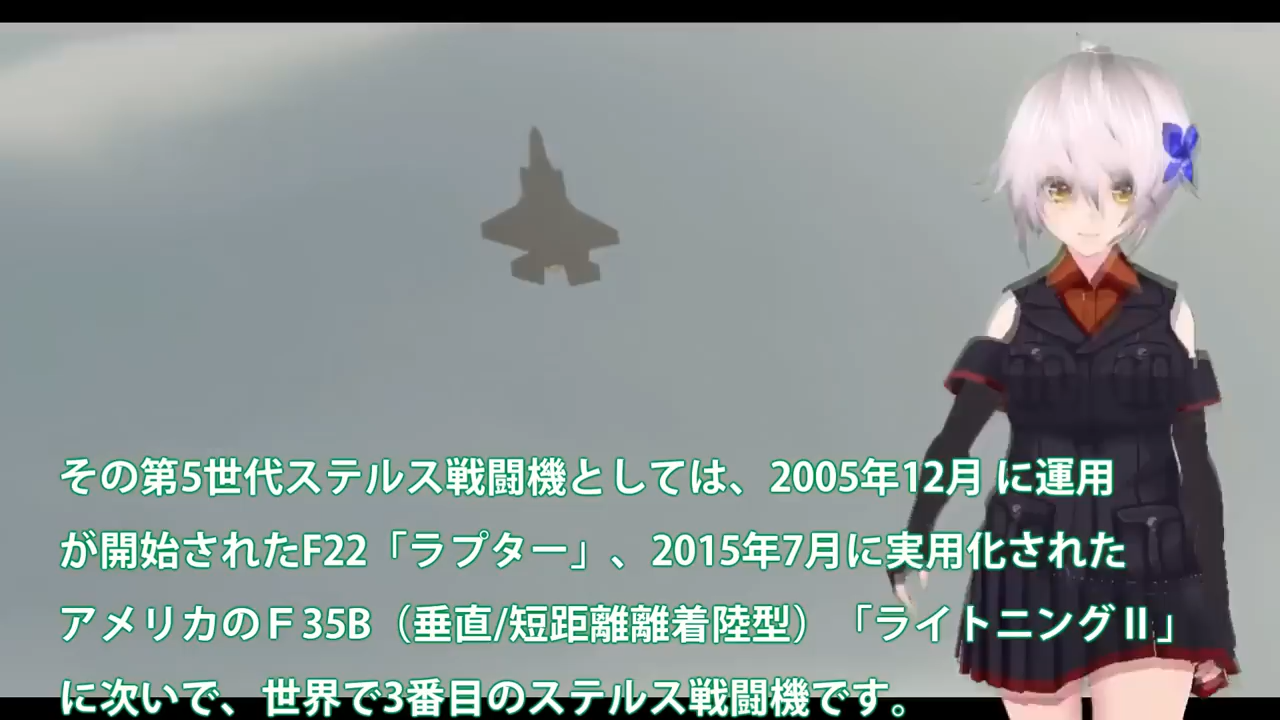 その第5世代ステルス戦闘機としては、2005年12月 に運用
が開始されたF22「ラプター」、2015年7月に実用化された
アメリカのＦ35B（垂直/短距離離着陸型）「ライトニングⅡ」
に次いで、世界で3番目のステルス戦闘機です。